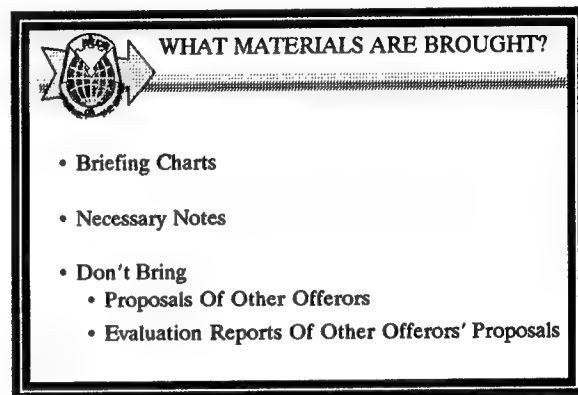 WHAT MATERIALS ARE BROUGHT?
• Briefing Charts
• Necessary Notes
• Don't Bring
• Proposals Of Other Offerors
• Evaluation Reports Of Other Offerors' Proposals